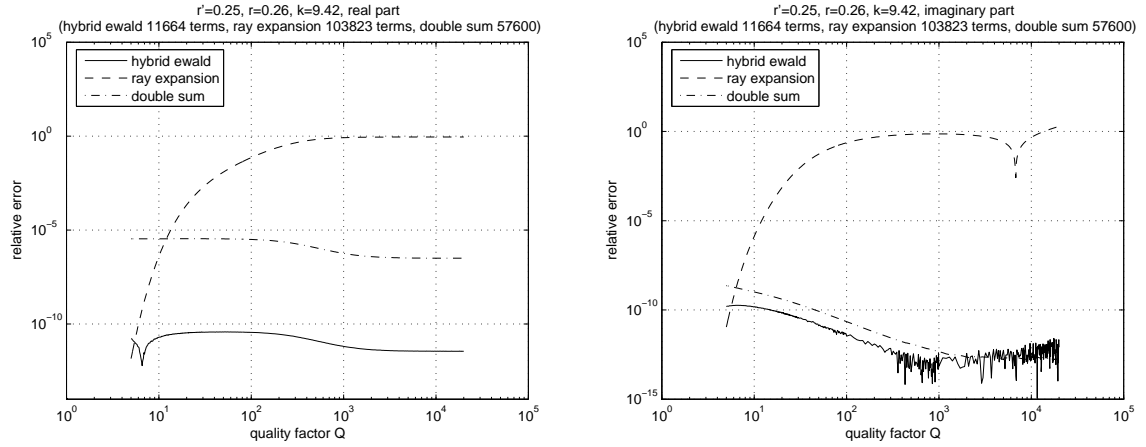 r'=0.25, r=0.26, k=9.42, real part
(hybrid ewald 11664 terms, ray expansion 103823 terms, double sum 57600)
10^5
10^0
10^-5
10^-10
relative error
hybrid ewald
ray expansion
double sum
10^0 10^1 10^2 10^3 10^4 10^5
quality factor Q
r'=0.25, r=0.26, k=9.42, imaginary part
(hybrid ewald 11664 terms, ray expansion 103823 terms, double sum 57600)
10^5
10^0
10^-5
10^-10
10^-15
relative error
hybrid ewald
ray expansion
double sum
10^0 10^1 10^2 10^3 10^4 10^5
quality factor Q